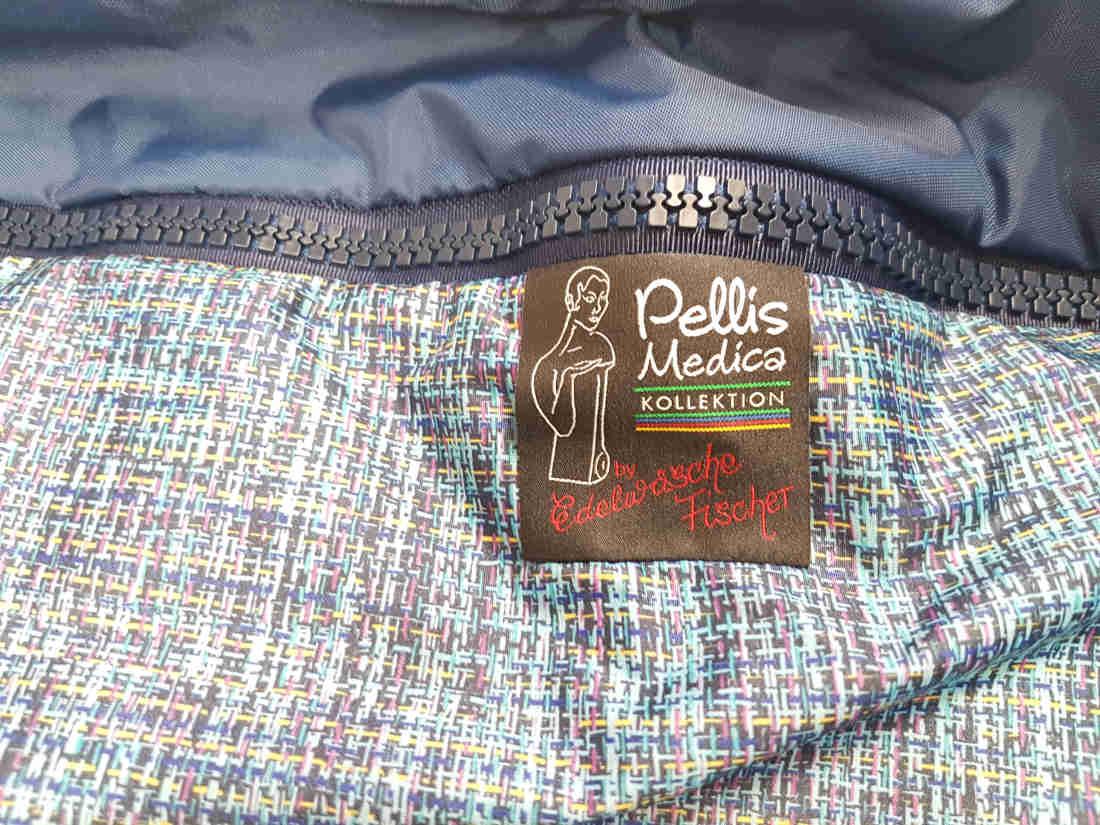 Pellis
Medica
KOLLEKTION
by
Edelwäsche
Fischer